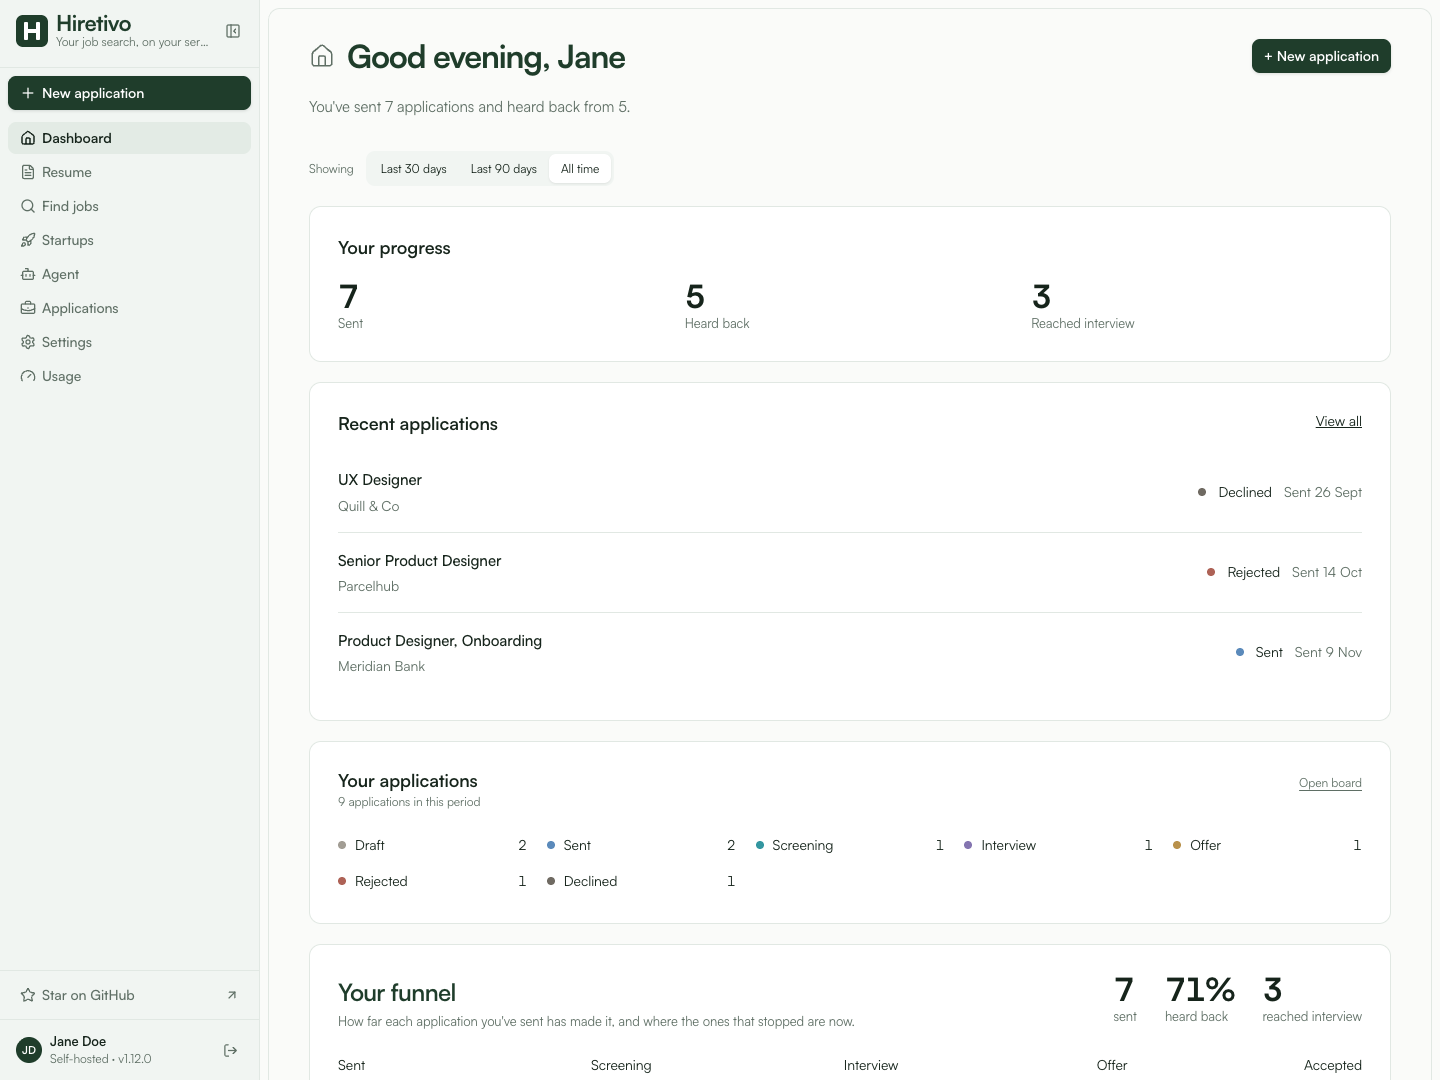 Hiretivo
Your job search, on your ser...
New application
Dashboard
Resume
Find jobs
Startups
Agent
Applications
Settings
Usage
Star on GitHub
JD
Jane Doe
Self-hosted · v1.12.0
Good evening, Jane
+ New application
You've sent 7 applications and heard back from 5.
Showing Last 30 days Last 90 days All time
Your progress
7 5 3
Sent Heard back Reached interview
Recent applications View all
UX Designer
Quill & Co
Declined Sent 26 Sept
Senior Product Designer
Parcelhub
Rejected Sent 14 Oct
Product Designer, Onboarding
Meridian Bank
Sent Sent 9 Nov
Your applications
9 applications in this period
Open board
Draft 2 Sent 2 Screening 1 Interview 1 Offer 1
Rejected 1 Declined 1
Your funnel
How far each application you've sent has made it, and where the ones that stopped are now.
7 71% 3
sent heard back reached interview
Sent Screening Interview Offer Accepted